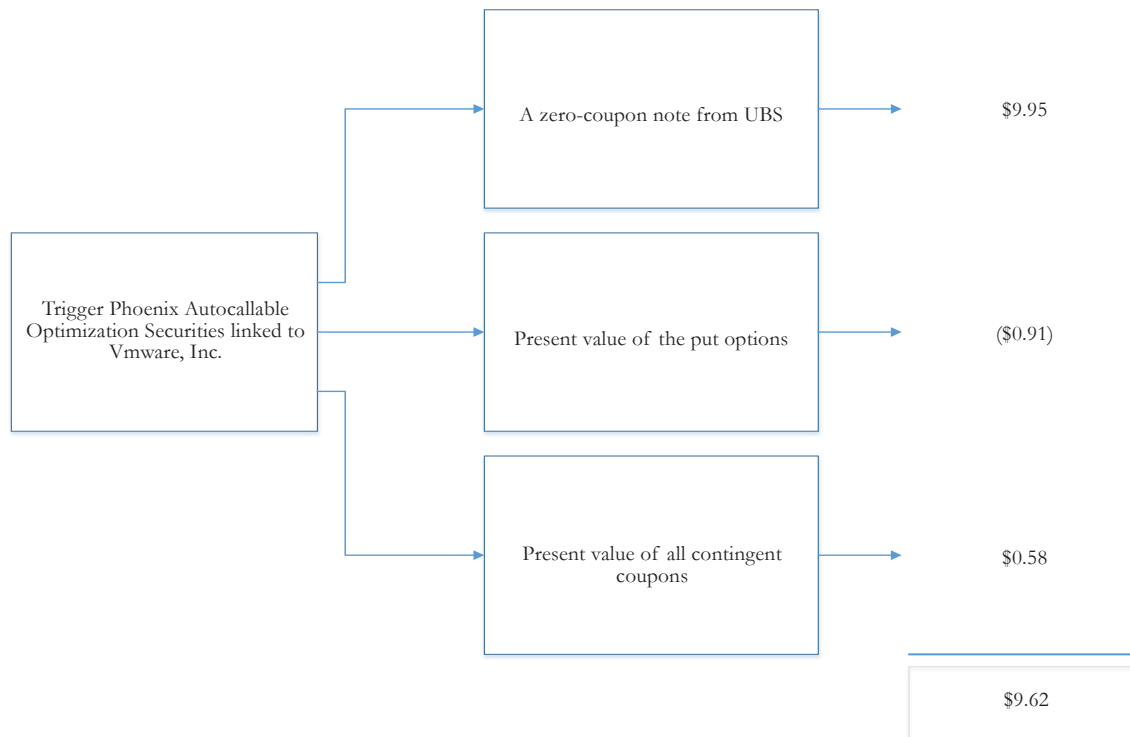 A zero-coupon note from UBS
$9.95
Trigger Phoenix Autocallable
Optimization Securities linked to
Vmware, Inc.
Present value of the put options
($0.91)
Present value of all contingent
coupons
$0.58
$9.62